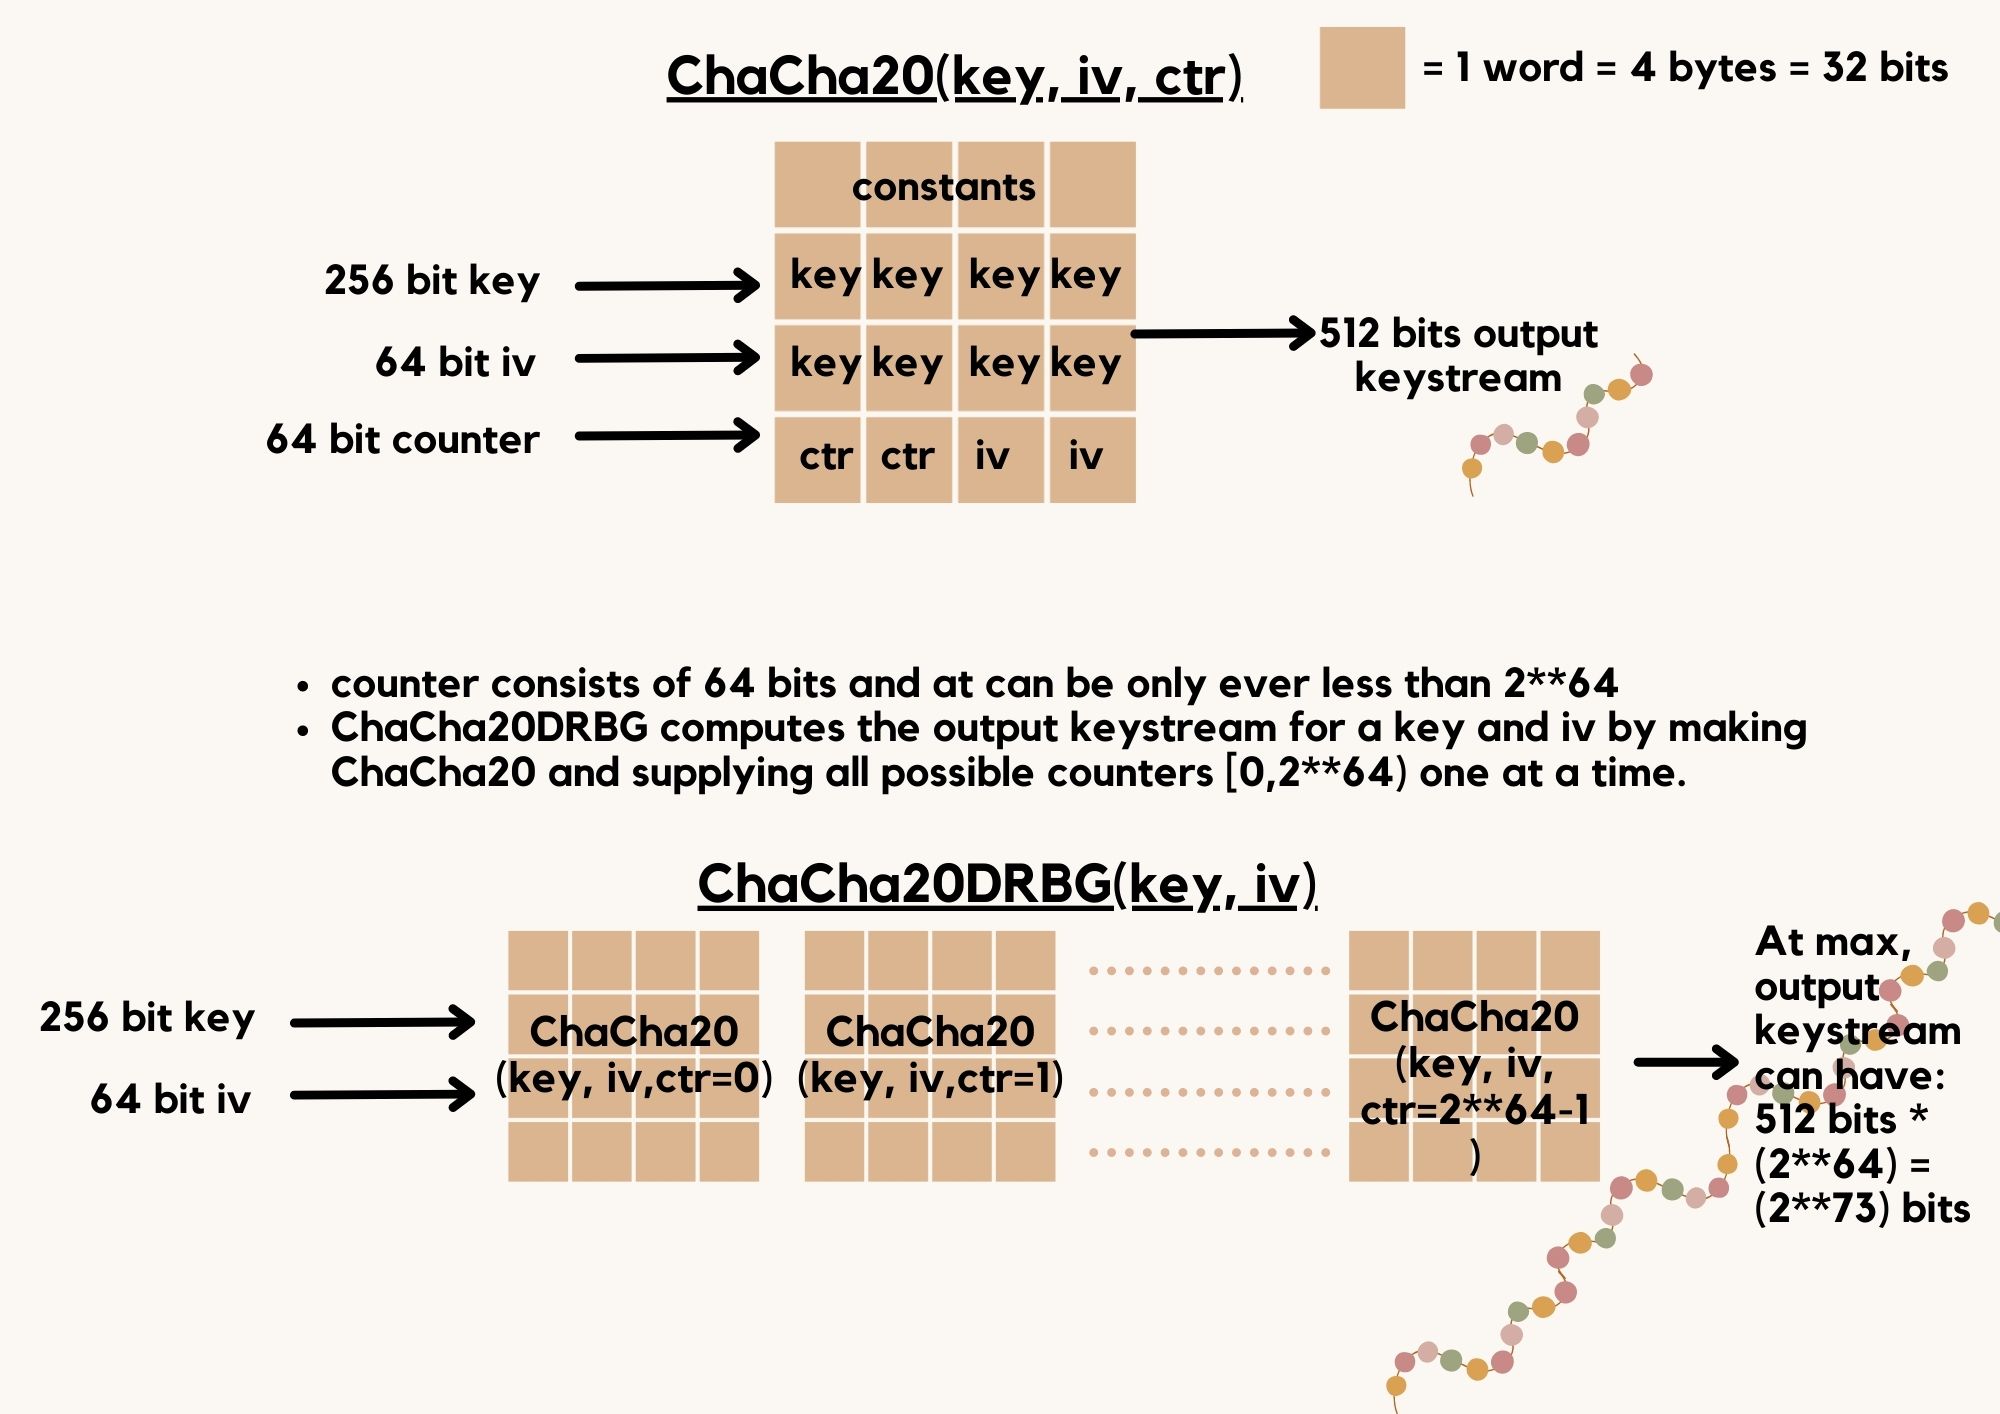 ChaCha20(key, iv, ctr)
= 1 word = 4 bytes = 32 bits
constants
256 bit key
key key key key
64 bit iv
key key key key
64 bit counter
ctr ctr iv iv
512 bits output
keystream
• counter consists of 64 bits and at can be only ever less than 2**64
• ChaCha20DRBG computes the output keystream for a key and iv by making
ChaCha20 and supplying all possible counters [0,2**64) one at a time.
ChaCha20DRBG(key, iv)
256 bit key
64 bit iv
ChaCha20
(key, iv,ctr=0)
ChaCha20
(key, iv,ctr=1)
ChaCha20
(key, iv,
ctr=2**64-1
)
At max,
output
keystream
can have:
512 bits *
(2**64) =
(2**73) bits